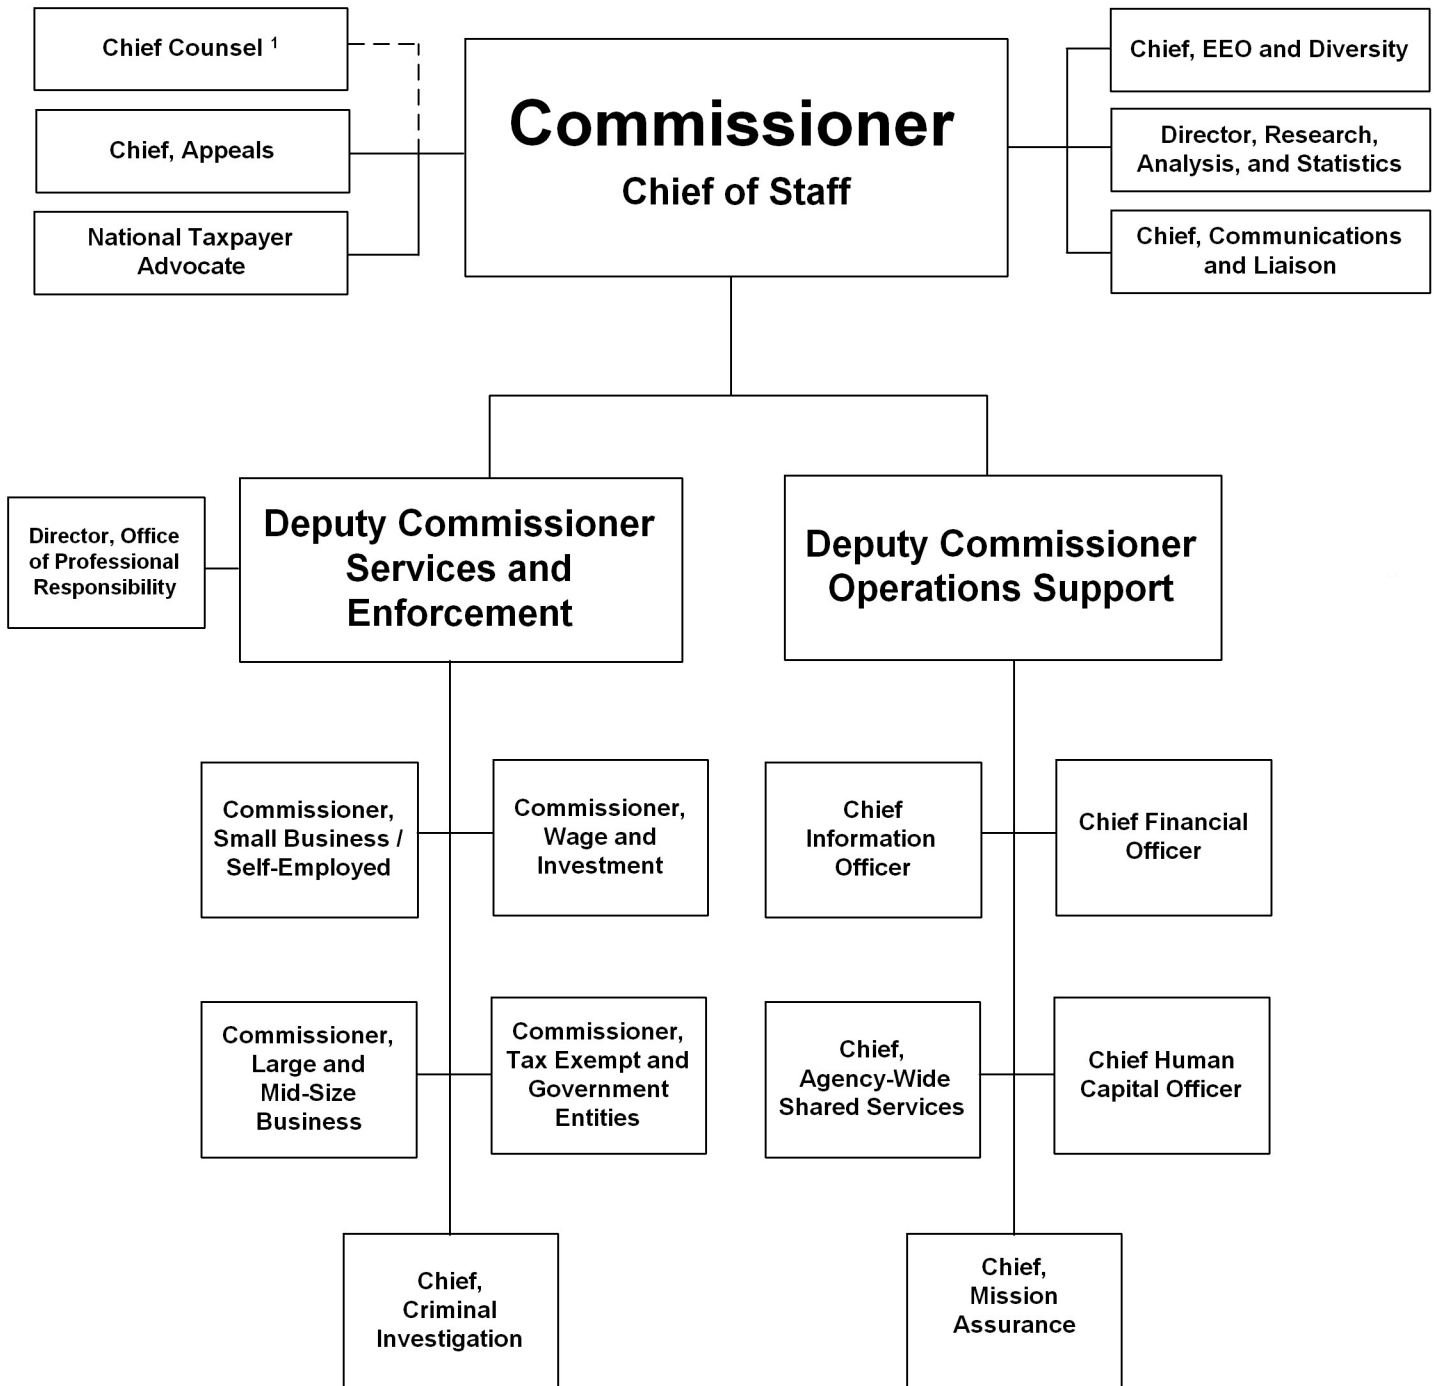 Chief Counsel ¹
Chief, Appeals
National Taxpayer
Advocate
Commissioner
Chief of Staff
Chief, EEO and Diversity
Director, Research,
Analysis, and Statistics
Chief, Communications
and Liaison
Director, Office
of Professional
Responsibility
Deputy Commissioner
Services and
Enforcement
Deputy Commissioner
Operations Support
Commissioner,
Small Business /
Self-Employed
Commissioner,
Wage and
Investment
Chief
Information
Officer
Chief Financial
Officer
Commissioner,
Large and
Mid-Size
Business
Commissioner,
Tax Exempt and
Government
Entities
Chief,
Agency-Wide
Shared Services
Chief Human
Capital Officer
Chief,
Criminal
Investigation
Chief,
Mission
Assurance